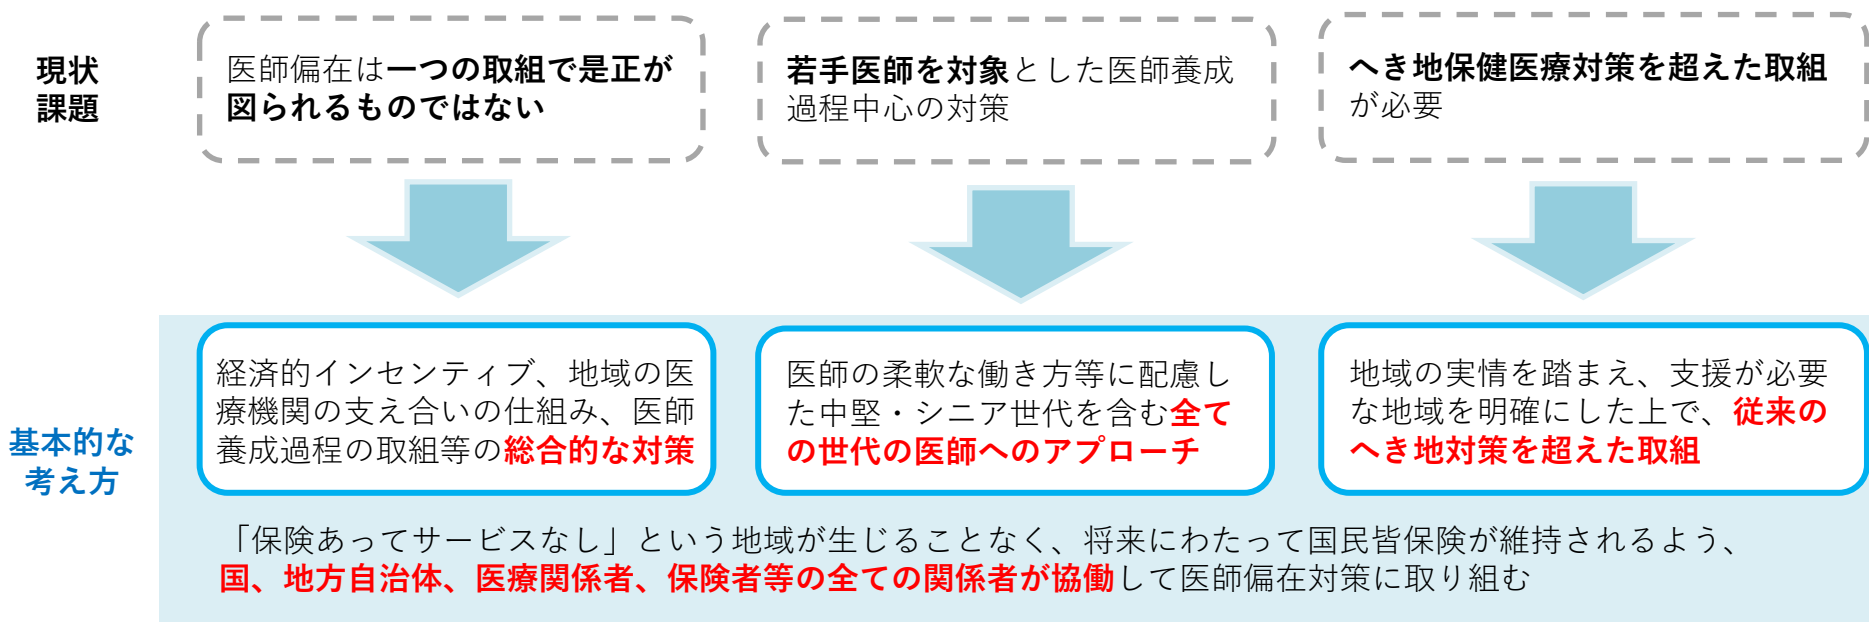 現状
課題
医師偏在は一つの取組で是正が
図られるものではない
若手医師を対象とした医師養成
過程中心の対策
へき地保健医療対策を超えた取組
が必要
基本的な
考え方
経済的インセンティブ、地域の医
療機関の支え合いの仕組み、医師
養成過程の取組等の総合的な対策
医師の柔軟な働き方等に配慮し
た中堅・シニア世代を含む全て
の世代の医師へのアプローチ
地域の実情を踏まえ、支援が必要
な地域を明確にした上で、従来の
へき地対策を超えた取組
「保険あってサービスなし」という地域が生じることなく、将来にわたって国民皆保険が維持されるよう、
国、地方自治体、医療関係者、保険者等の全ての関係者が協働して医師偏在対策に取り組む